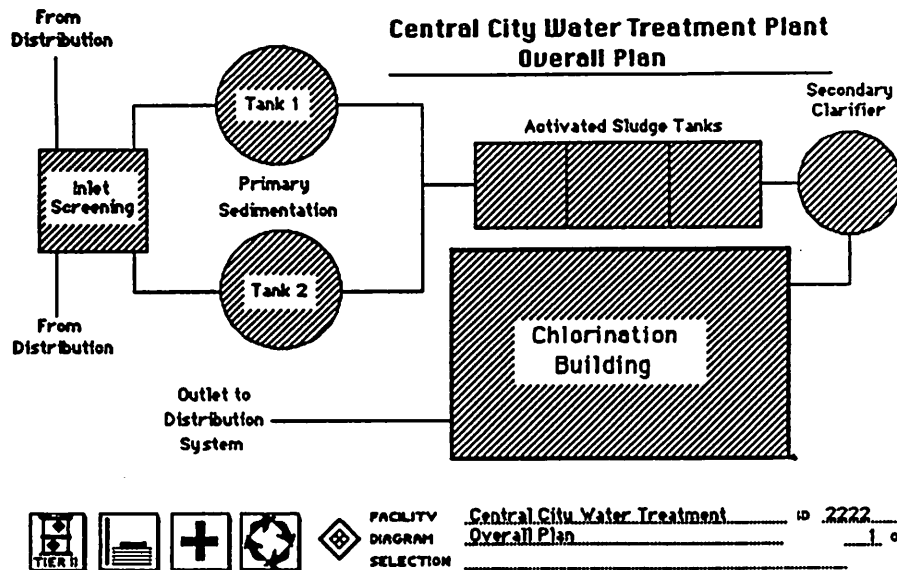 From
Distribution
Central City Water Treatment Plant
Overall Plan
Tank 1
Secondary
Clarifier
Activated Sludge Tanks
Inlet
Screening
Primary
Sedimentation
Tank 2
From
Distribution
Chlorination
Building
Outlet to
Distribution
System
TIER II
FACILITY
DIAGRAM
SELECTION
Central City Water Treatment ID 2222
Overall Plan 1